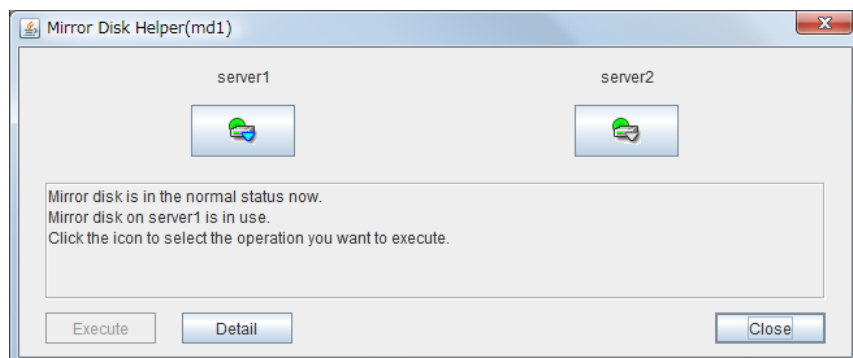 Mirror Disk Helper(md1)
server1 server2
Mirror disk is in the normal status now.
Mirror disk on server1 is in use.
Click the icon to select the operation you want to execute.
Execute Detail Close